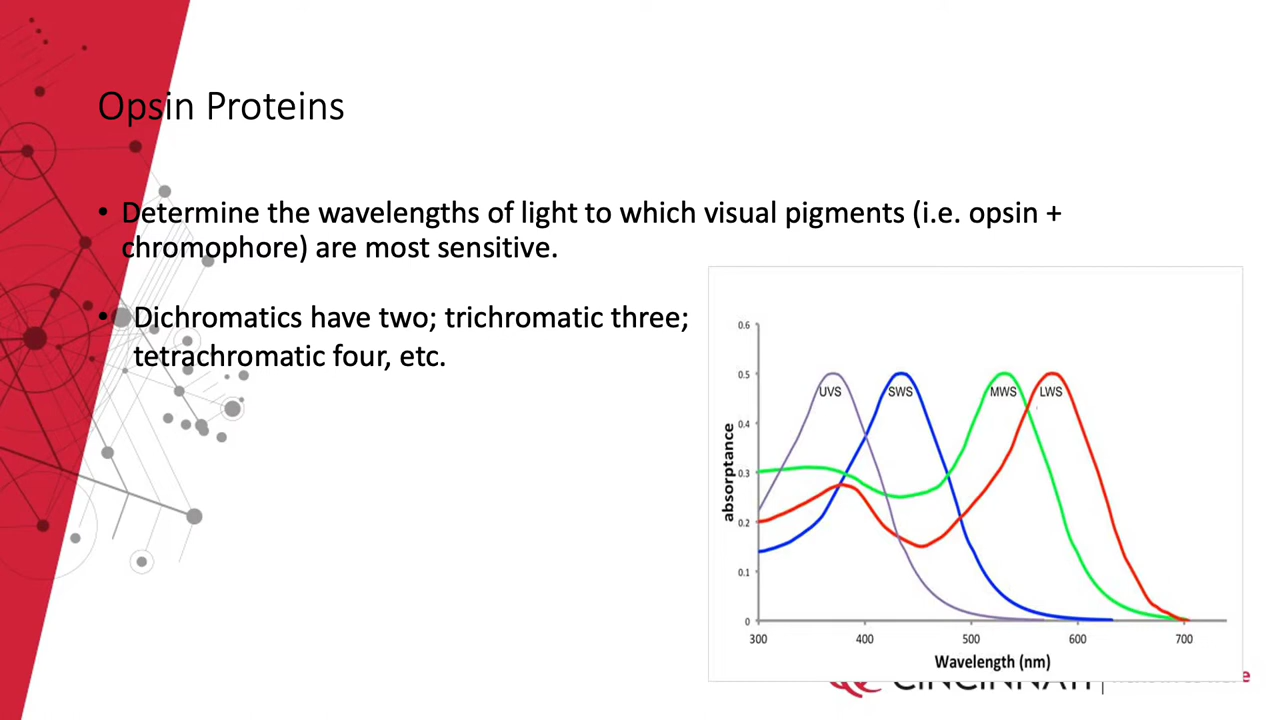 Opsin Proteins
• Determine the wavelengths of light to which visual pigments (i.e. opsin +
chromophore) are most sensitive.
• Dichromatics have two; trichromatic three;
tetrachromatic four, etc.
0.6
0.5
0.4
0.3
0.2
0.1
0
absorptance
UVS
SWS
MWS
LWS
300
400
500
600
700
Wavelength (nm)
CINCINNATI